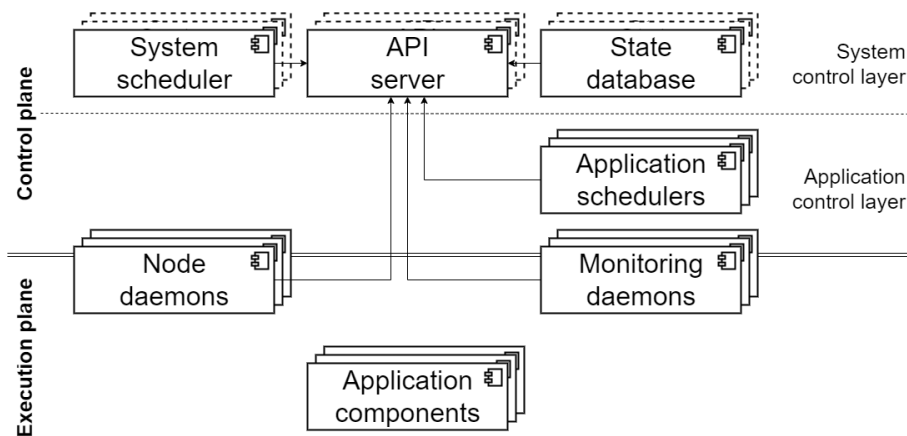 System
scheduler
API
server
State
database
System
control layer
Control plane
Application
schedulers
Application
control layer
Node
daemons
Monitoring
daemons
Execution plane
Application
components